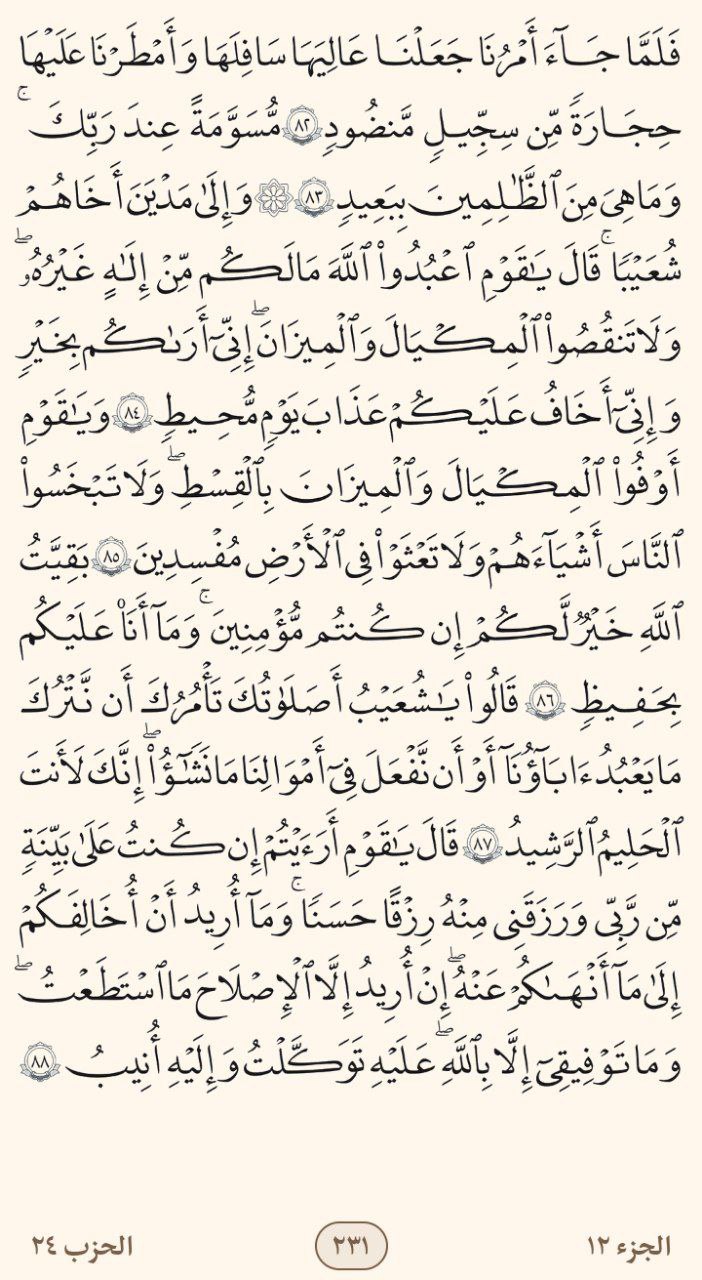 فَلَمَّا جَآءَ أَمْرُنَا جَعَلْنَا عَالِيَهَا سَافِلَهَا وَأَمْطَرْنَا عَلَيْهَا
حِجَارَةً مِّن سِجِّيلٍ مَّنضُودٍ ٨٢ مُّسَوَّمَةً عِندَ رَبِّكَۖ
وَمَا هِىَ مِنَ ٱلظَّٰلِمِينَ بِبَعِيدٍ ٨٣ ۞ وَإِلَىٰ مَدْيَنَ أَخَاهُمْ
شُعَيْبًاۚ قَالَ يَٰقَوْمِ ٱعْبُدُوا۟ ٱللَّهَ مَا لَكُم مِّنْ إِلَٰهٍ غَيْرُهُۥۖ
وَلَا تَنقُصُوا۟ ٱلْمِكْيَالَ وَٱلْمِيزَانَۖ إِنِّىٓ أَرَىٰكُم بِخَيْرٍ
وَإِنِّىٓ أَخَافُ عَلَيْكُمْ عَذَابَ يَوْمٍ مُّحِيطٍ ٨٤ وَيَٰقَوْمِ
أَوْفُوا۟ ٱلْمِكْيَالَ وَٱلْمِيزَانَ بِٱلْقِسْطِۖ وَلَا تَبْخَسُوا۟
ٱلنَّاسَ أَشْيَآءَهُمْ وَلَا تَعْثَوْا۟ فِى ٱلْأَرْضِ مُفْسِدِينَ ٨٥ بَقِيَّتُ
ٱللَّهِ خَيْرٌ لَّكُمْ إِن كُنتُم مُّؤْمِنِينَۚ وَمَآ أَنَا۠ عَلَيْكُم
بِحَفِيظٍ ٨٦ قَالُوا۟ يَٰشُعَيْبُ أَصَلَوٰتُكَ تَأْمُرُكَ أَن نَّتْرُكَ
مَا يَعْبُدُ ءَابَآؤُنَآ أَوْ أَن نَّفْعَلَ فِىٓ أَمْوَٰلِنَا مَا نَشَٰٓؤُا۟ۖ إِنَّكَ لَأَنتَ
ٱلْحَلِيمُ ٱلرَّشِيدُ ٨٧ قَالَ يَٰقَوْمِ أَرَءَيْتُمْ إِن كُنتُ عَلَىٰ بَيِّنَةٍ
مِّن رَّبِّى وَرَزَقَنِى مِنْهُ رِزْقًا حَسَنًاۚ وَمَآ أُرِيدُ أَنْ أُخَالِفَكُمْ
إِلَىٰ مَآ أَنْهَىٰكُمْ عَنْهُۖ إِنْ أُرِيدُ إِلَّا ٱلْإِصْلَٰحَ مَا ٱسْتَطَعْتُۖ
وَمَا تَوْفِيقِىٓ إِلَّا بِٱللَّهِۖ عَلَيْهِ تَوَكَّلْتُ وَإِلَيْهِ أُنِيبُ ٨٨
الجزء ١٢
٢٣١
الحزب ٢٤